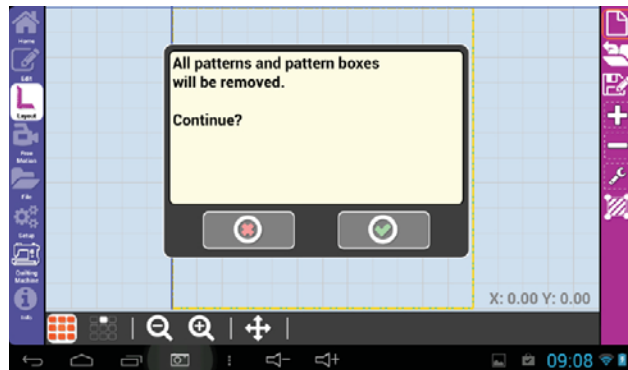 Home
Edit
Layout
Free
Motion
File
Setup
Quilting
Machine
Info
All patterns and pattern boxes
will be removed.
Continue?
X: 0.00 Y: 0.00
09:08